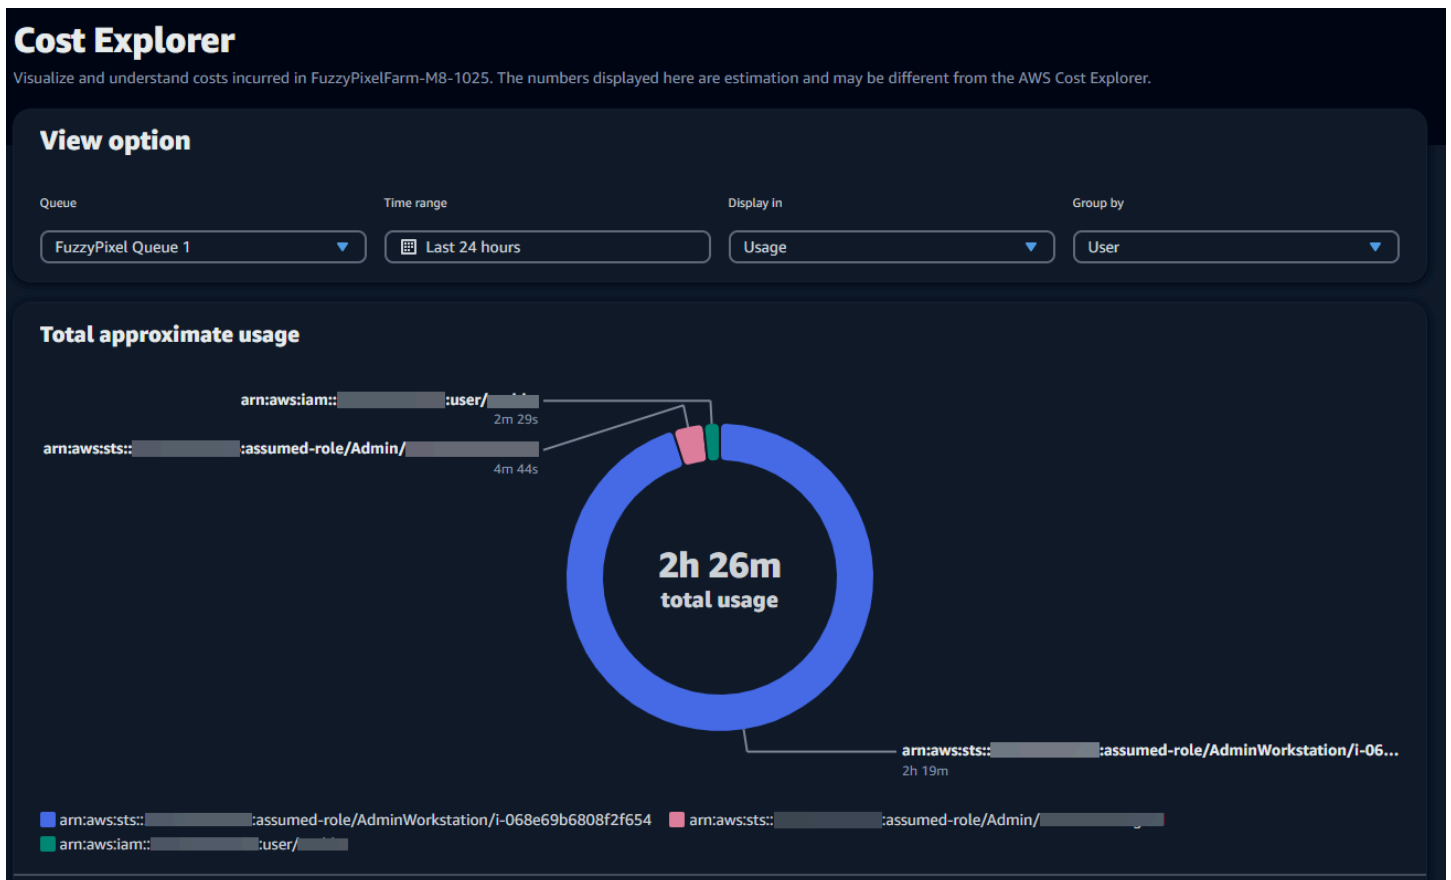 Cost Explorer
Visualize and understand costs incurred in FuzzyPixelFarm-M8-1025. The numbers displayed here are estimation and may be different from the AWS Cost Explorer.
View option
Queue
Time range
Display in
Group by
FuzzyPixel Queue 1
Last 24 hours
Usage
User
Total approximate usage
arn:aws:iam:: :user/
2m 29s
arn:aws:sts:: :assumed-role/Admin/
4m 44s
2h 26m
total usage
arn:aws:sts:: :assumed-role/AdminWorkstation/i-06...
2h 19m
arn:aws:sts:: :assumed-role/AdminWorkstation/i-068e69b6808f2f654
arn:aws:sts:: :assumed-role/Admin/
arn:aws:iam:: :user/